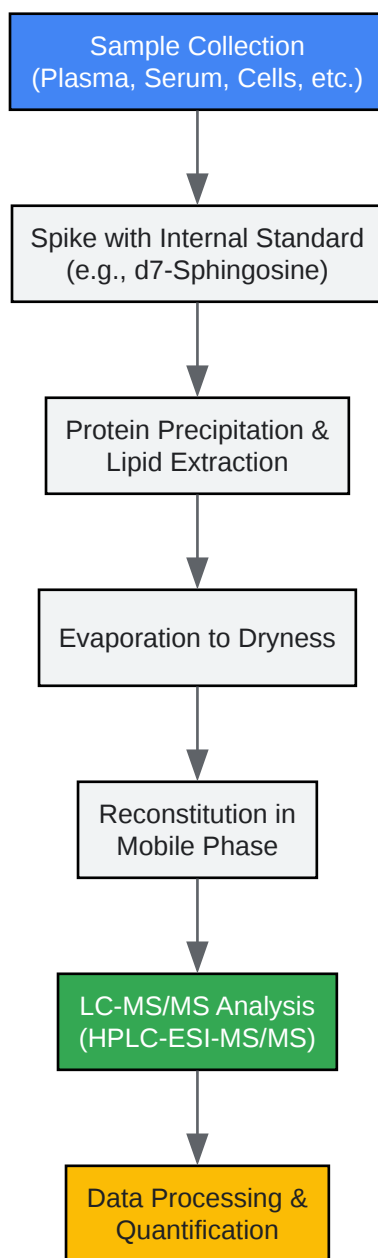 Sample Collection
(Plasma, Serum, Cells, etc.)
Spike with Internal Standard
(e.g., d7-Sphingosine)
Protein Precipitation &
Lipid Extraction
Evaporation to Dryness
Reconstitution in
Mobile Phase
LC-MS/MS Analysis
(HPLC-ESI-MS/MS)
Data Processing &
Quantification